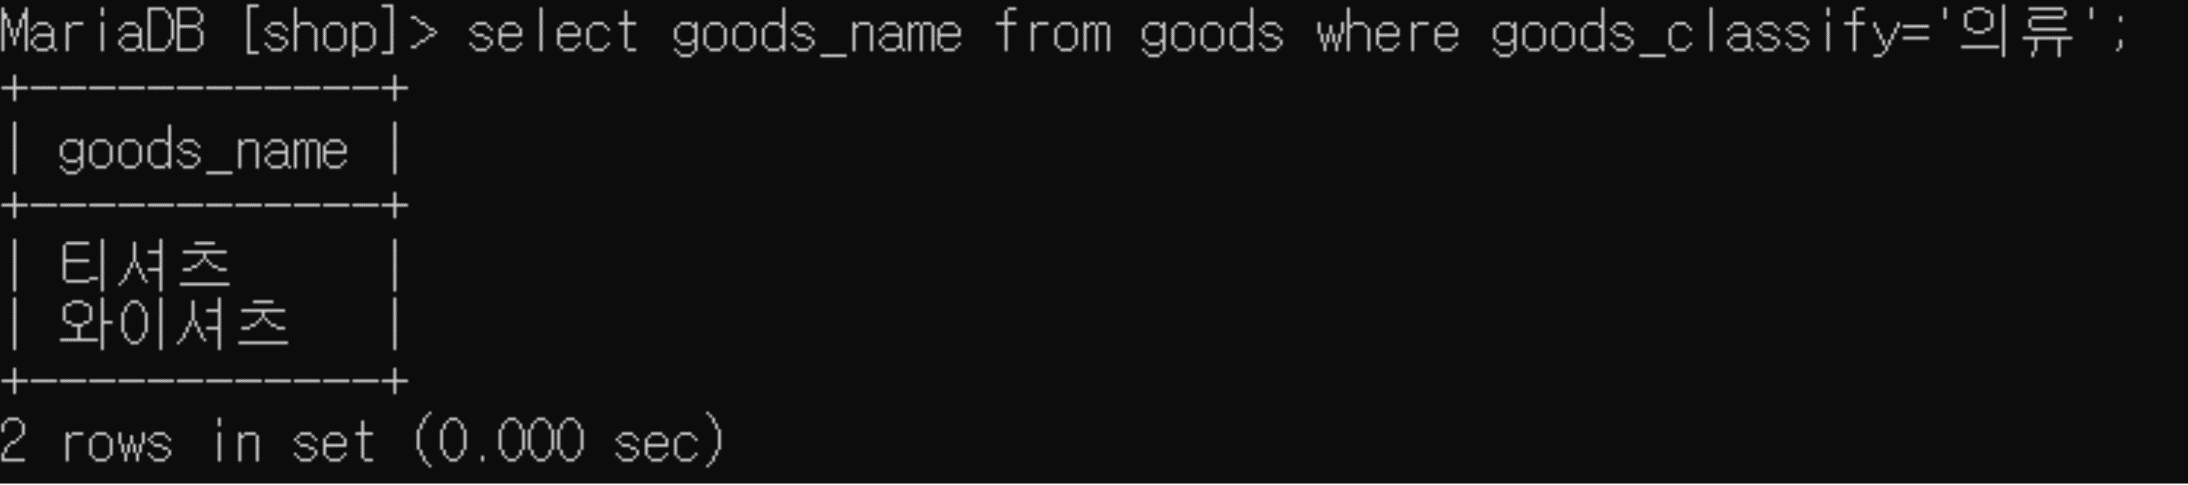 MariaDB [shop]> select goods_name from goods where goods_classify='의류';
+-------------+
| goods_name |
+-------------+
| 티셔츠      |
| 와이셔츠    |
+-------------+
2 rows in set (0.000 sec)